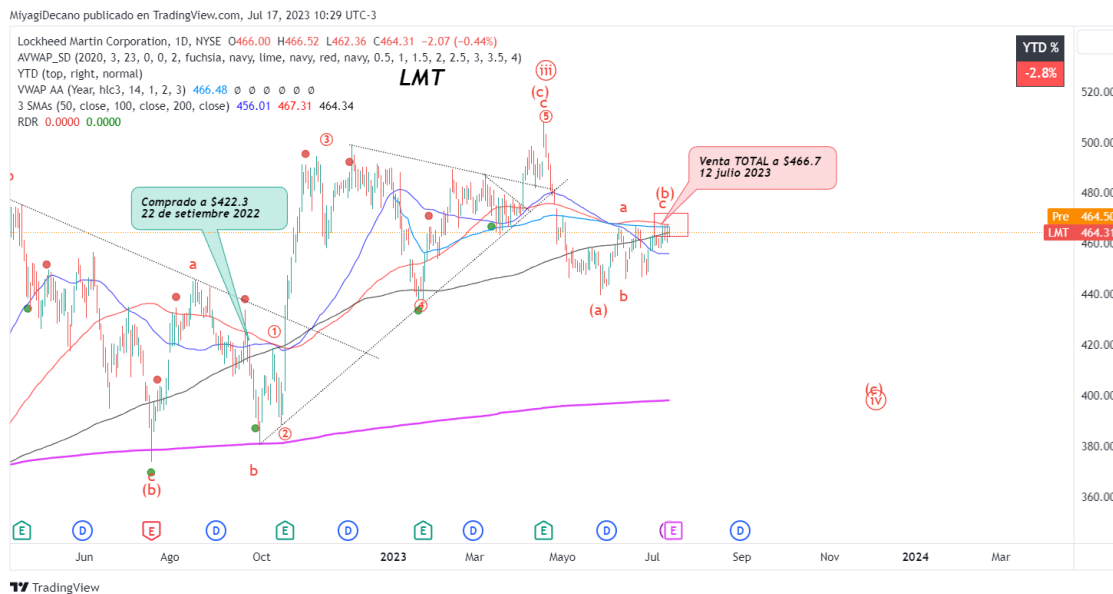 MiyagiDecano publicado en TradingView.com, Jul 17, 2023 10:29 UTC-3
Lockheed Martin Corporation, 1D, NYSE O466.00 H466.52 L462.36 C464.31 −2.07 (−0.44%)
AVWAP_SD (2020, 3, 23, 0, 0, 2, fuchsia, navy, lime, navy, red, navy, 0.5, 1, 1.5, 2, 2.5, 3, 3.5, 4)
YTD (top, right, normal)
VWAP AA (Year, hlc3, 14, 1, 2, 3) 466.48 ø ø ø ø ø ø
3 SMAs (50, close, 100, close, 200, close) 456.01 467.31 464.34
RDR 0.0000 0.0000
LMT
YTD %
-2.8%
iii
(c)
c
5
3
Venta TOTAL a $466.7
12 julio 2023
Comprado a $422.3
22 de setiembre 2022
(b)
c
a
a
1
4
(a)
b
2
b
c
(b)
(c)
iv
520.00
500.00
480.00
Pre 464.50
LMT 464.31
460.00
440.00
420.00
400.00
380.00
360.00
E D E D E D E D E D E D
Jun Ago Oct 2023 Mar Mayo Jul Sep Nov 2024 Mar
TradingView